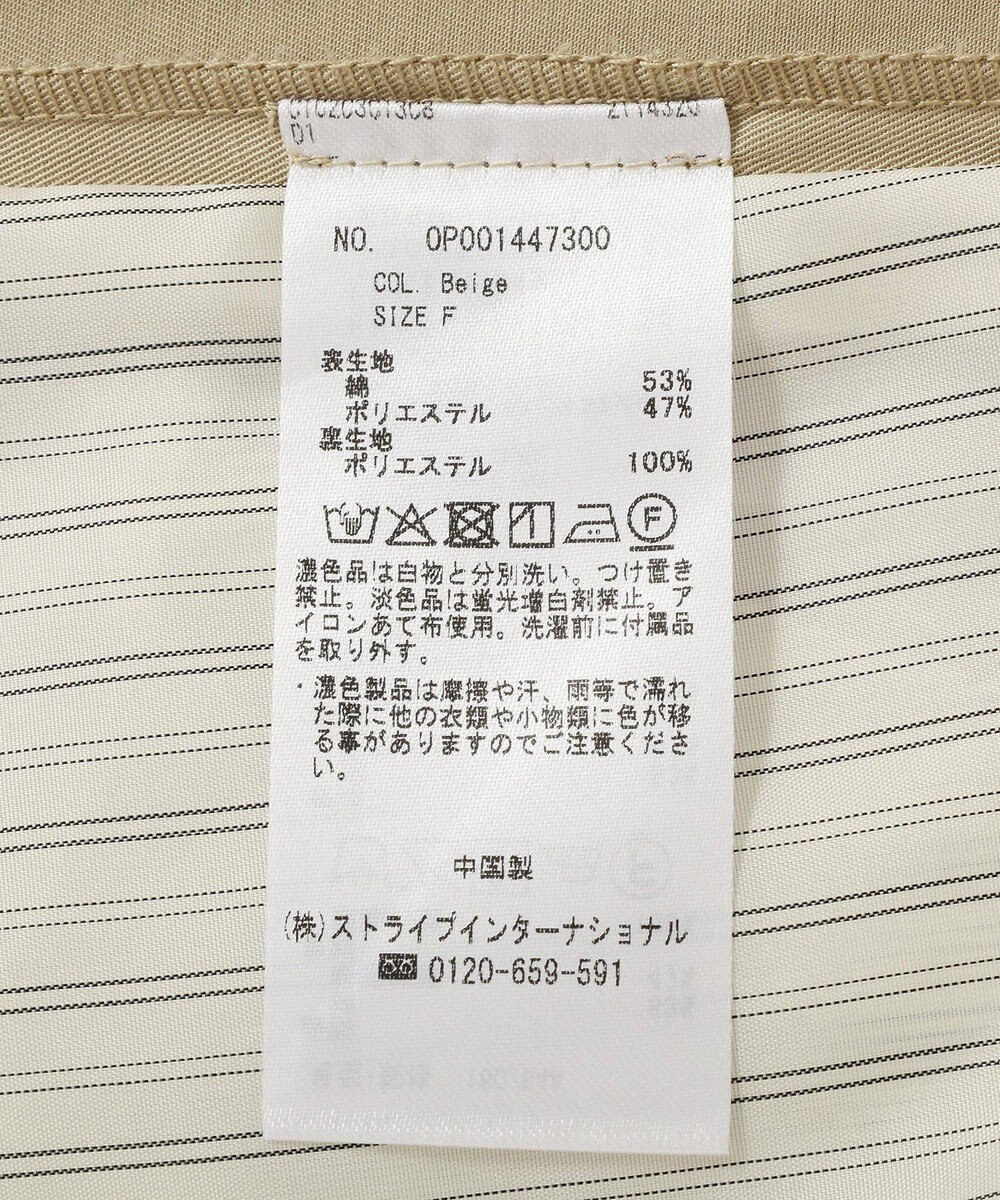 D1
NO. OP001447300
COL. Beige
SIZE F
表生地
綿 53%
ポリエステル 47%
裏生地
ポリエステル 100%
F
濃色品は白物と分別洗い。つけ置き
禁止。淡色品は蛍光増白剤禁止。ア
イロンあて布使用。洗濯前に付属品
を取り外す。
・濃色製品は摩擦や汗、雨等で濡れ
た際に他の衣類や小物類に色が移
る事がありますのでご注意くださ
い。
中国製
(株)ストライプインターナショナル
0120-659-591